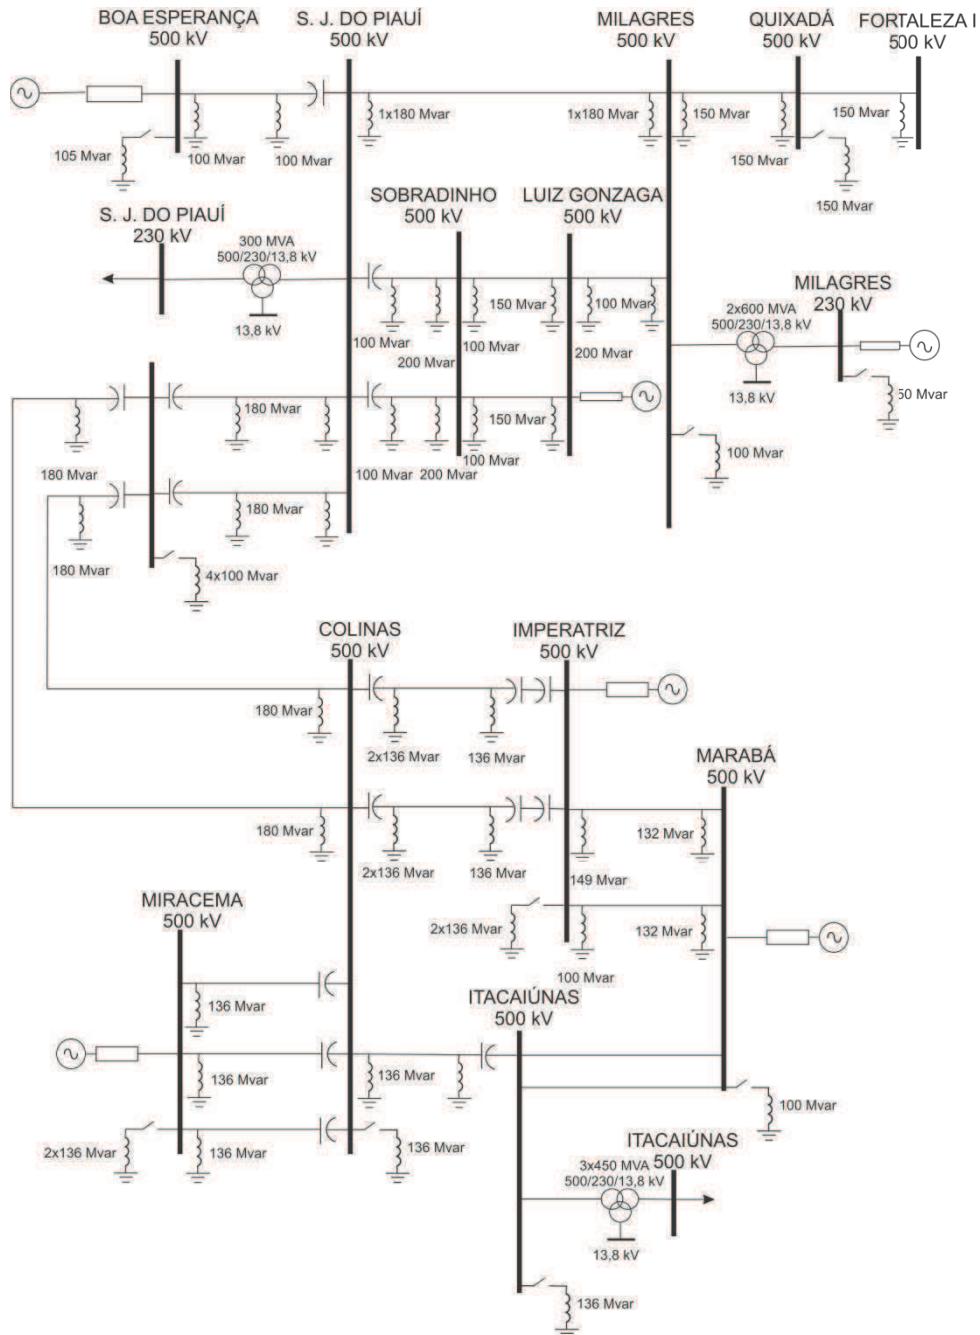 BOA ESPERANÇA
500 kV
S. J. DO PIAUÍ
500 kV
MILAGRES
500 kV
QUIXADÁ
500 kV
FORTALEZA I
500 kV
105 Mvar
100 Mvar
100 Mvar
1x180 Mvar
1x180 Mvar
150 Mvar
150 Mvar
150 Mvar
150 Mvar
S. J. DO PIAUÍ
230 kV
300 MVA
500/230/13,8 kV
13,8 kV
SOBRADINHO
500 kV
LUIZ GONZAGA
500 kV
150 Mvar
100 Mvar
100 Mvar
200 Mvar
100 Mvar
200 Mvar
2x600 MVA
500/230/13,8 kV
13,8 kV
MILAGRES
230 kV
50 Mvar
180 Mvar
180 Mvar
150 Mvar
100 Mvar
200 Mvar
100 Mvar
100 Mvar
180 Mvar
180 Mvar
4x100 Mvar
COLINAS
500 kV
IMPERATRIZ
500 kV
180 Mvar
2x136 Mvar
136 Mvar
MARABÁ
500 kV
180 Mvar
2x136 Mvar
136 Mvar
149 Mvar
132 Mvar
MIRACEMA
500 kV
2x136 Mvar
100 Mvar
132 Mvar
136 Mvar
ITACAIÚNAS
500 kV
136 Mvar
136 Mvar
100 Mvar
2x136 Mvar
136 Mvar
136 Mvar
3x450 MVA
500/230/13,8 kV
13,8 kV
ITACAIÚNAS
500 kV
136 Mvar